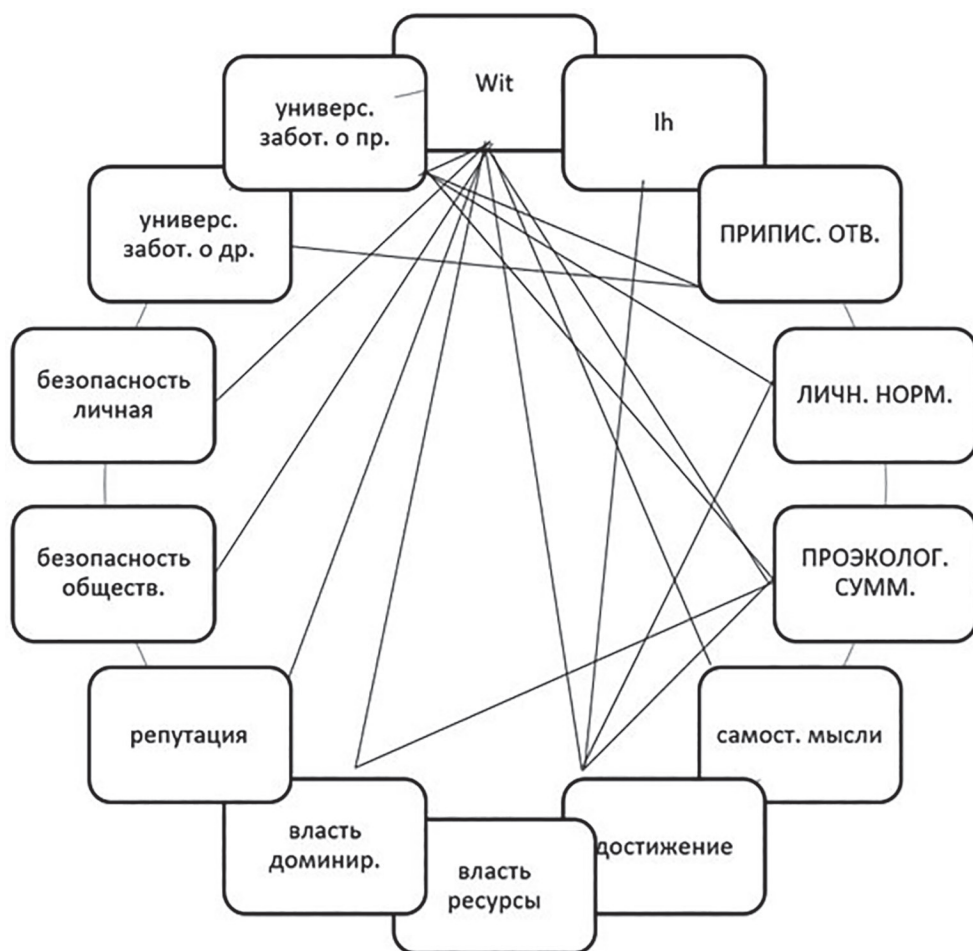 Wit
Ih
ПРИПИС. ОТВ.
ЛИЧН. НОРМ.
ПРОЭКОЛОГ.
СУММ.
самост. мысли
достижение
власть
ресурсы
власть
доминир.
репутация
безопасность
обществ.
безопасность
личная
универс.
забот. о др.
универс.
забот. о пр.